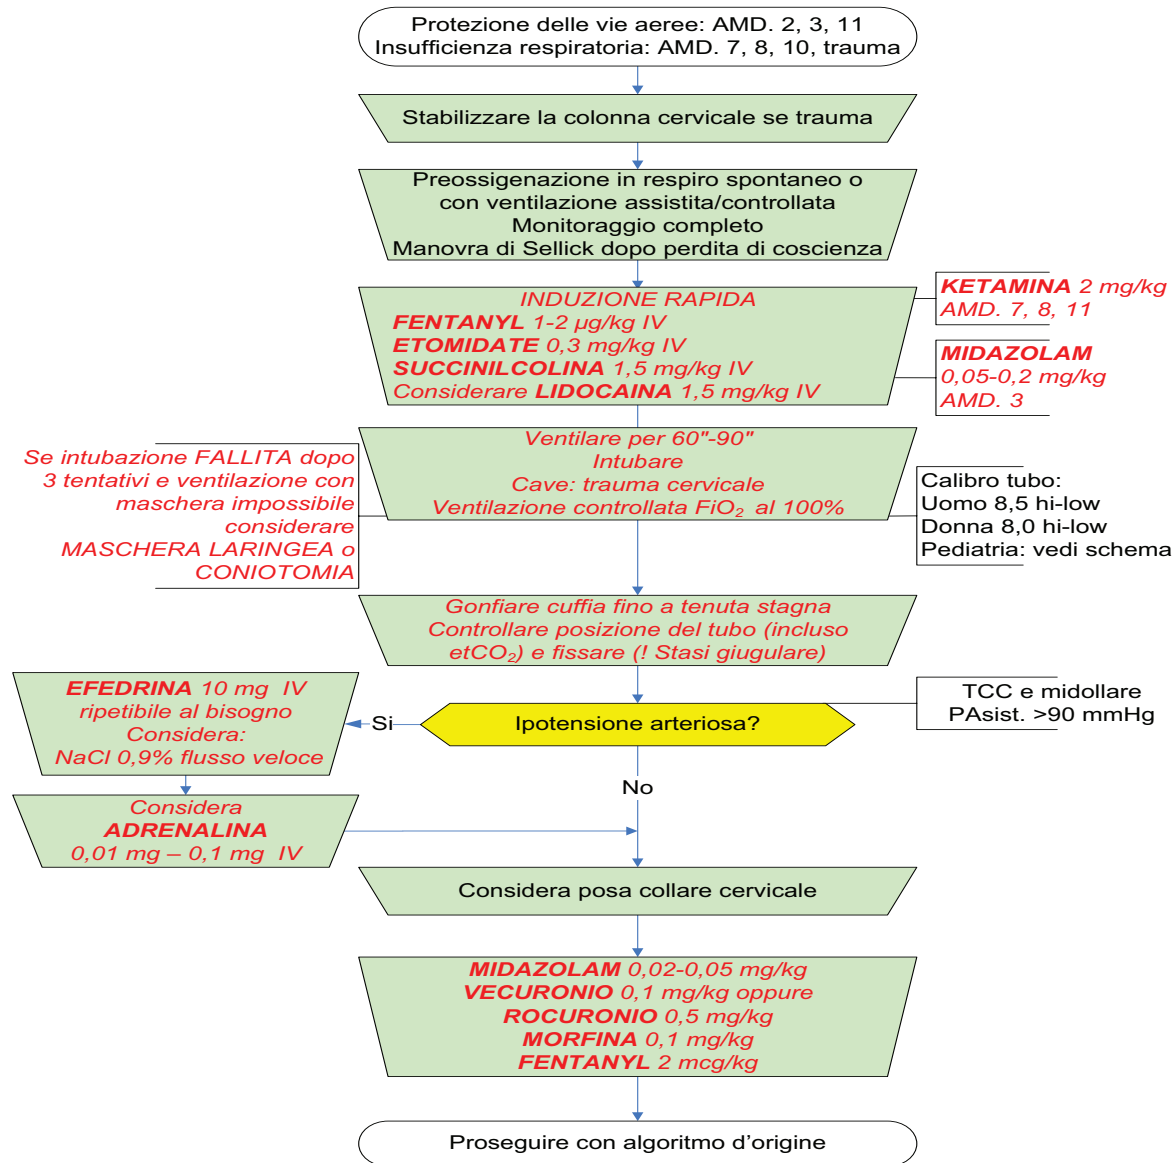 Protezione delle vie aeree: AMD. 2, 3, 11
Insufficienza respiratoria: AMD. 7, 8, 10, trauma
Stabilizzare la colonna cervicale se trauma
Preossigenazione in respiro spontaneo o
con ventilazione assistita/controllata
Monitoraggio completo
Manovra di Sellick dopo perdita di coscienza
INDUZIONE RAPIDA
FENTANYL 1-2 µg/kg IV
ETOMIDATE 0,3 mg/kg IV
SUCCINILCOLINA 1,5 mg/kg IV
Considerare LIDOCAINA 1,5 mg/kg IV
KETAMINA 2 mg/kg
AMD. 7, 8, 11
MIDAZOLAM
0,05-0,2 mg/kg
AMD. 3
Se intubazione FALLITA dopo
3 tentativi e ventilazione con
maschera impossibile
considerare
MASCHERA LARINGEA o
CONIOTOMIA
Ventilare per 60"-90"
Intubare
Cave: trauma cervicale
Ventilazione controllata FiO₂ al 100%
Calibro tubo:
Uomo 8,5 hi-low
Donna 8,0 hi-low
Pediatria: vedi schema
Gonfiare cuffia fino a tenuta stagna
Controllare posizione del tubo (incluso
etCO₂) e fissare (! Stasi giugulare)
EFEDRINA 10 mg IV
ripetibile al bisogno
Considera:
NaCl 0,9% flusso veloce
Si
Ipotensione arteriosa?
TCC e midollare
PAsist. >90 mmHg
No
Considera
ADRENALINA
0,01 mg – 0,1 mg IV
Considera posa collare cervicale
MIDAZOLAM 0,02-0,05 mg/kg
VECURONIO 0,1 mg/kg oppure
ROCURONIO 0,5 mg/kg
MORFINA 0,1 mg/kg
FENTANYL 2 mcg/kg
Proseguire con algoritmo d'origine